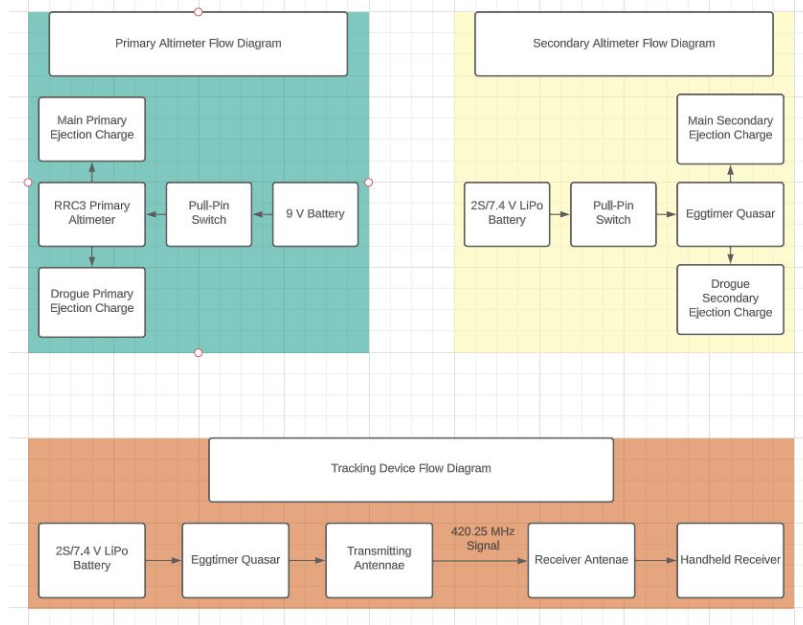 Primary Altimeter Flow Diagram
Secondary Altimeter Flow Diagram
Main Primary
Ejection Charge
RRC3 Primary
Altimeter
Pull-Pin
Switch
9 V Battery
Drogue Primary
Ejection Charge
Main Secondary
Ejection Charge
2S/7.4 V LiPo
Battery
Pull-Pin
Switch
Eggtimer Quasar
Drogue
Secondary
Ejection Charge
Tracking Device Flow Diagram
2S/7.4 V LiPo
Battery
Eggtimer Quasar
Transmitting
Antennae
420.25 MHz
Signal
Receiver Antenae
Handheld Receiver